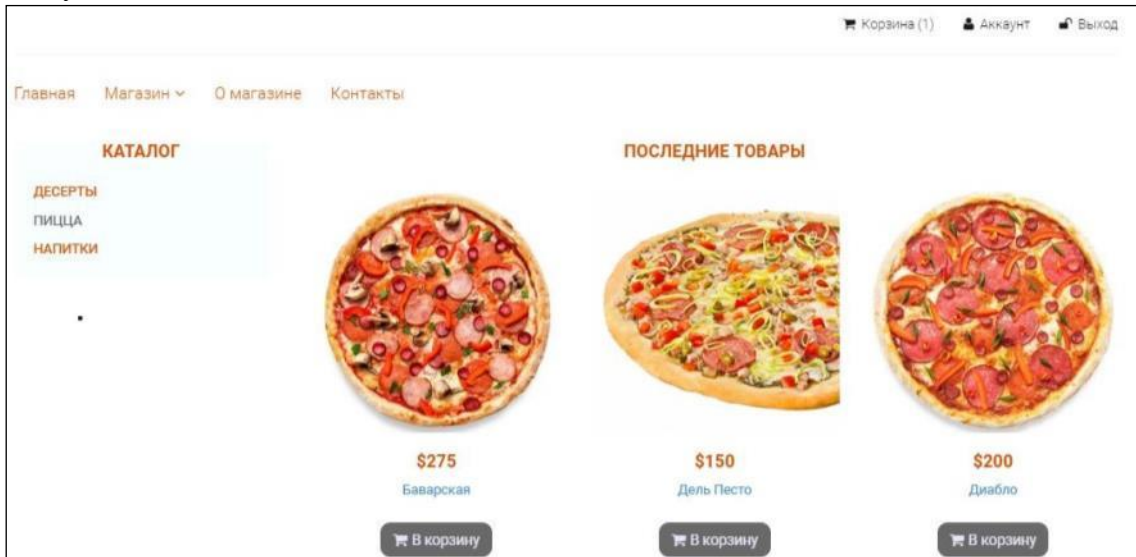 Корзина (1) Аккаунт Выход
Главная Магазин О магазине Контакты
КАТАЛОГ
ДЕСЕРТЫ
ПИЦЦА
НАПИТКИ
ПОСЛЕДНИЕ ТОВАРЫ
$275 $150 $200
Баварская Дель Песто Диабло
В корзину В корзину В корзину